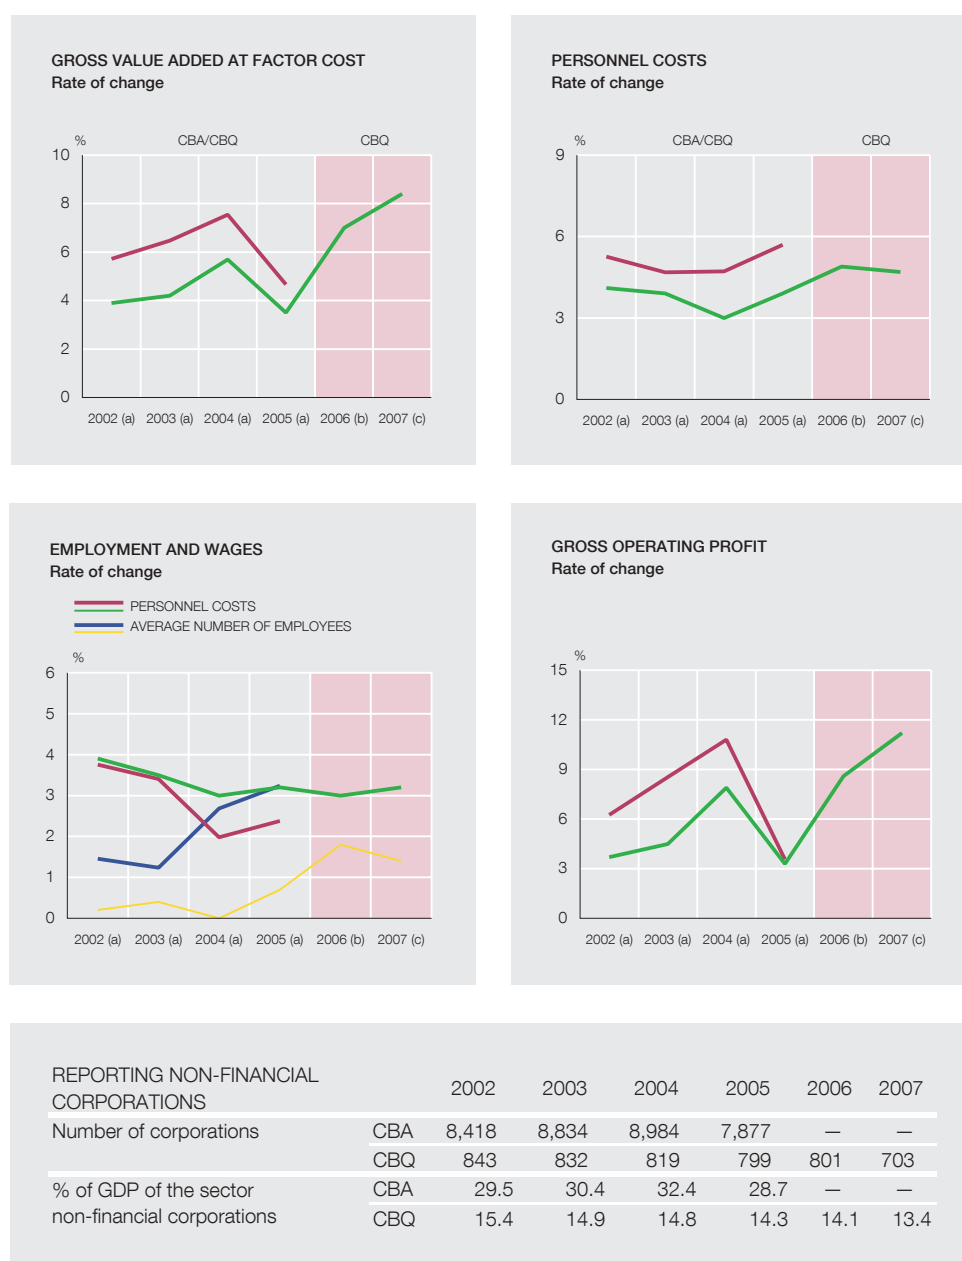 GROSS VALUE ADDED AT FACTOR COST
Rate of change
% CBA/CBQ CBQ
10
8
6
4
2
0
2002 (a) 2003 (a) 2004 (a) 2005 (a) 2006 (b) 2007 (c)
PERSONNEL COSTS
Rate of change
% CBA/CBQ CBQ
9
6
3
0
2002 (a) 2003 (a) 2004 (a) 2005 (a) 2006 (b) 2007 (c)
EMPLOYMENT AND WAGES
Rate of change
PERSONNEL COSTS
AVERAGE NUMBER OF EMPLOYEES
%
6
5
4
3
2
1
0
2002 (a) 2003 (a) 2004 (a) 2005 (a) 2006 (b) 2007 (c)
GROSS OPERATING PROFIT
Rate of change
%
15
12
9
6
3
0
2002 (a) 2003 (a) 2004 (a) 2005 (a) 2006 (b) 2007 (c)
REPORTING NON-FINANCIAL
CORPORATIONS 2002 2003 2004 2005 2006 2007
Number of corporations CBA 8,418 8,834 8,984 7,877 — —
CBQ 843 832 819 799 801 703
% of GDP of the sector CBA 29.5 30.4 32.4 28.7 — —
non-financial corporations CBQ 15.4 14.9 14.8 14.3 14.1 13.4